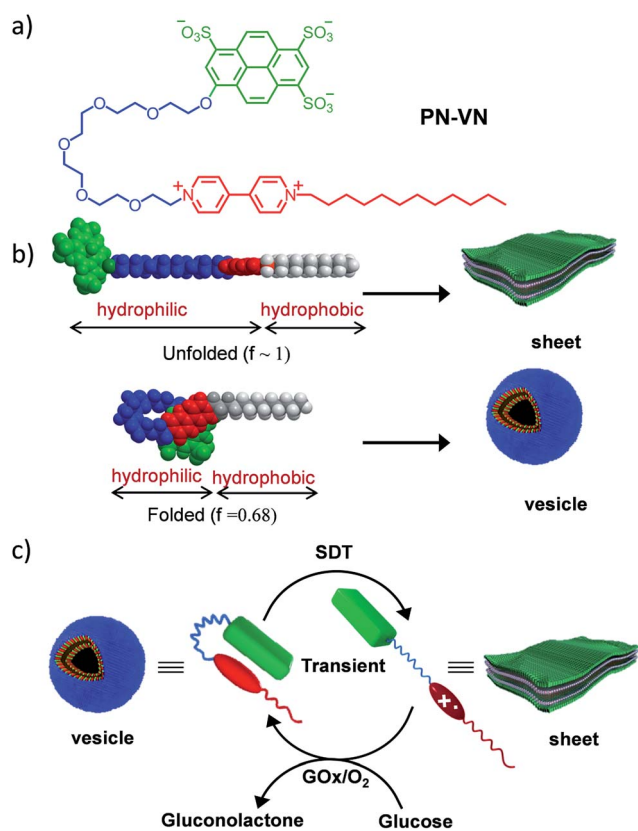 a)
−
SO₃
−
O₃S
SO₃−
O
O
O
O
O
O
PN-VN
N+
N+
b)
hydrophilic
hydrophobic
Unfolded (f ~ 1)
sheet
hydrophilic
hydrophobic
Folded (f =0.68)
vesicle
c)
SDT
Transient
+.
vesicle
sheet
GOx/O₂
Gluconolactone
Glucose